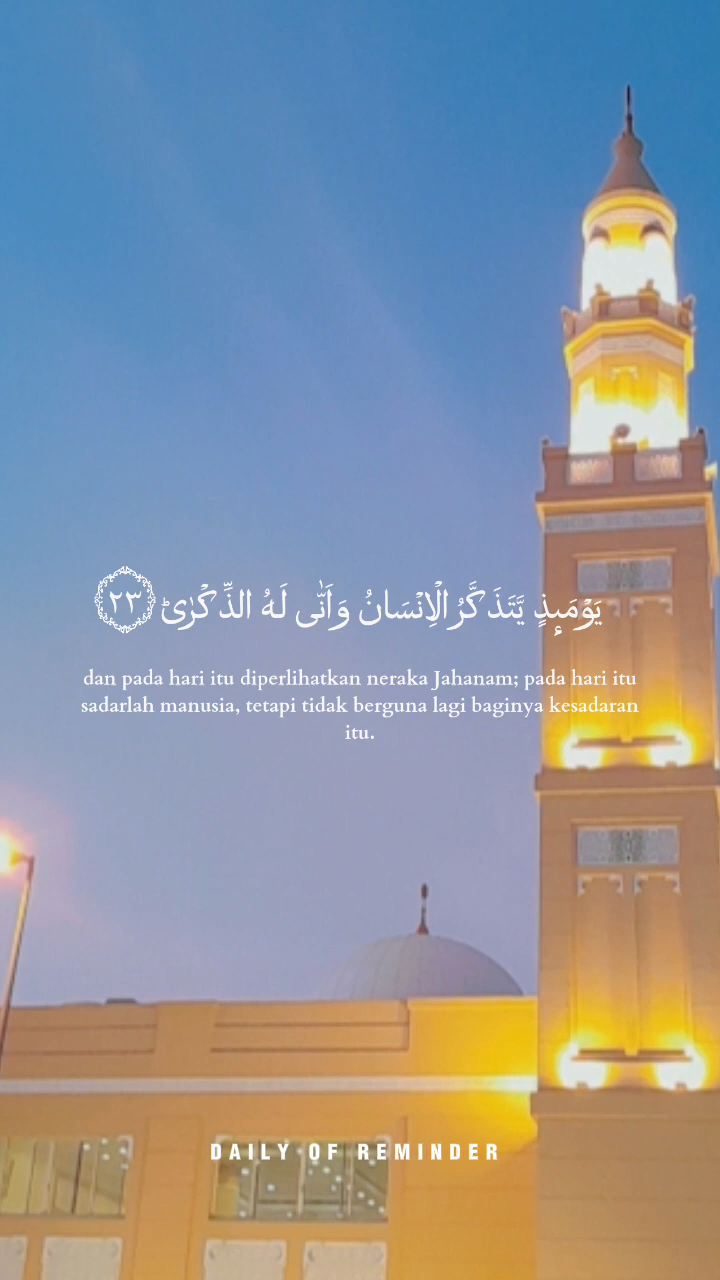 يَوْمَىِٕذٍ يَّتَذَكَّرُ الْاِنْسَانُ وَاَنّٰى لَهُ الذِّكْرٰىۗ ٢٣
dan pada hari itu diperlihatkan neraka Jahanam; pada hari itu
sadarlah manusia, tetapi tidak berguna lagi baginya kesadaran
itu.
DAILY OF REMINDER